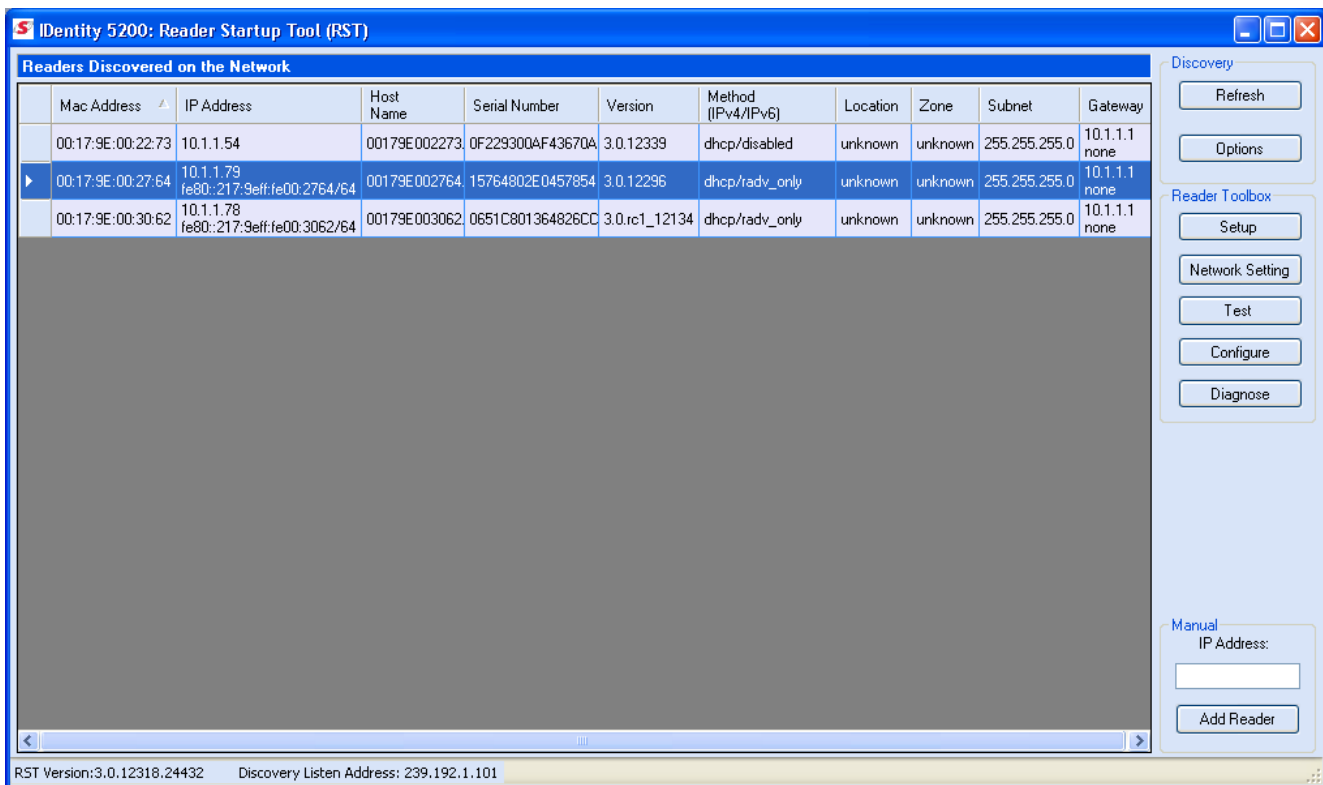 IDentity 5200: Reader Startup Tool (RST)
Readers Discovered on the Network
Mac Address IP Address Host Name Serial Number Version Method (IPv4/IPv6) Location Zone Subnet Gateway
00:17:9E:00:22:73 10.1.1.54 00179E002273. 0F229300AF43670A 3.0.12339 dhcp/disabled unknown unknown 255.255.255.0 10.1.1.1 none
00:17:9E:00:27:64 10.1.1.79 fe80::217:9eff:fe00:2764/64 00179E002764. 15764802E0457854 3.0.12296 dhcp/radv_only unknown unknown 255.255.255.0 10.1.1.1 none
00:17:9E:00:30:62 10.1.1.78 fe80::217:9eff:fe00:3062/64 00179E003062. 0651C801364826CC 3.0.rc1_12134 dhcp/radv_only unknown unknown 255.255.255.0 10.1.1.1 none
Discovery
Refresh
Options
Reader Toolbox
Setup
Network Setting
Test
Configure
Diagnose
Manual
IP Address:
Add Reader
RST Version:3.0.12318.24432 Discovery Listen Address: 239.192.1.101